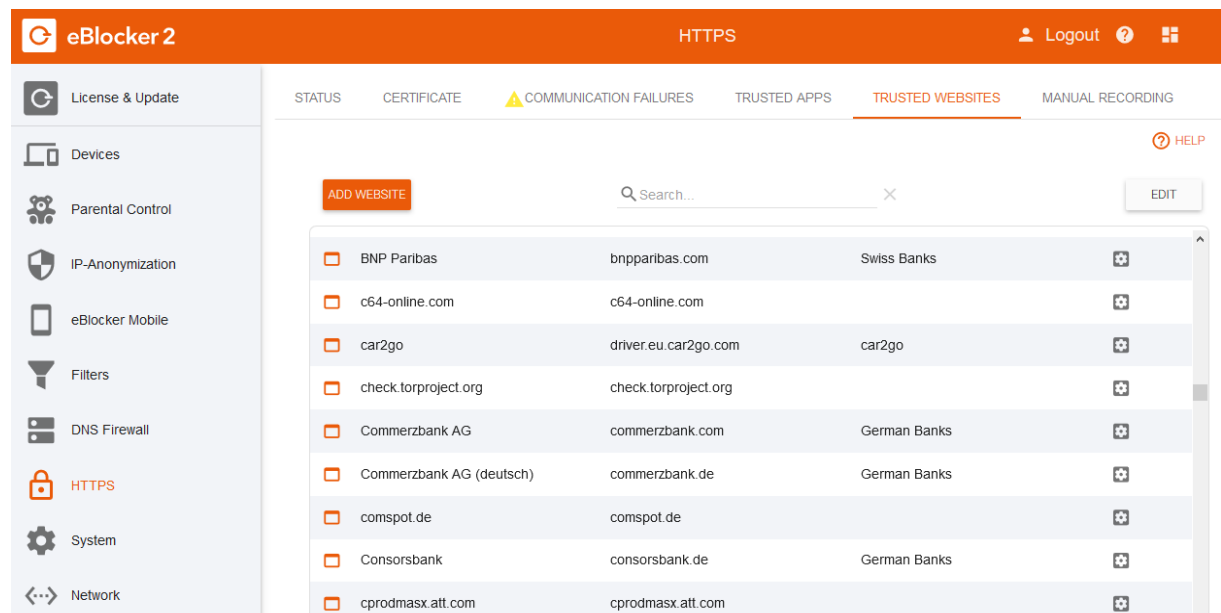 eBlocker 2
HTTPS
Logout
License & Update
STATUS CERTIFICATE COMMUNICATION FAILURES TRUSTED APPS TRUSTED WEBSITES MANUAL RECORDING
HELP
Devices
Parental Control
IP-Anonymization
eBlocker Mobile
Filters
DNS Firewall
HTTPS
System
Network
ADD WEBSITE Search... EDIT
BNP Paribas bnpparibas.com Swiss Banks
c64-online.com c64-online.com
car2go driver.eu.car2go.com car2go
check.torproject.org check.torproject.org
Commerzbank AG commerzbank.com German Banks
Commerzbank AG (deutsch) commerzbank.de German Banks
comspot.de comspot.de
Consorsbank consorsbank.de German Banks
cprodmasx.att.com cprodmasx.att.com